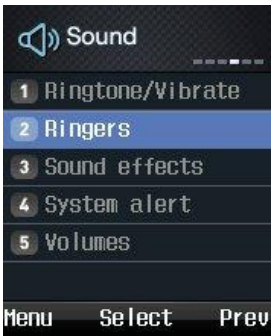 Sound
1 Ringtone/Vibrate
2 Ringers
3 Sound effects
4 System alert
5 Volumes
Menu Select Prev